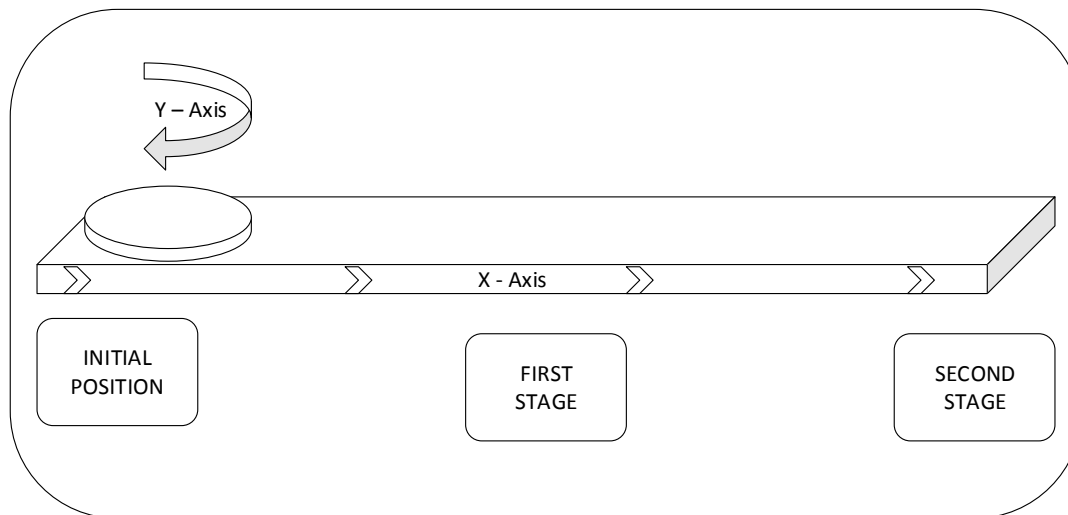 Y – Axis
X - Axis
INITIAL
POSITION
FIRST
STAGE
SECOND
STAGE